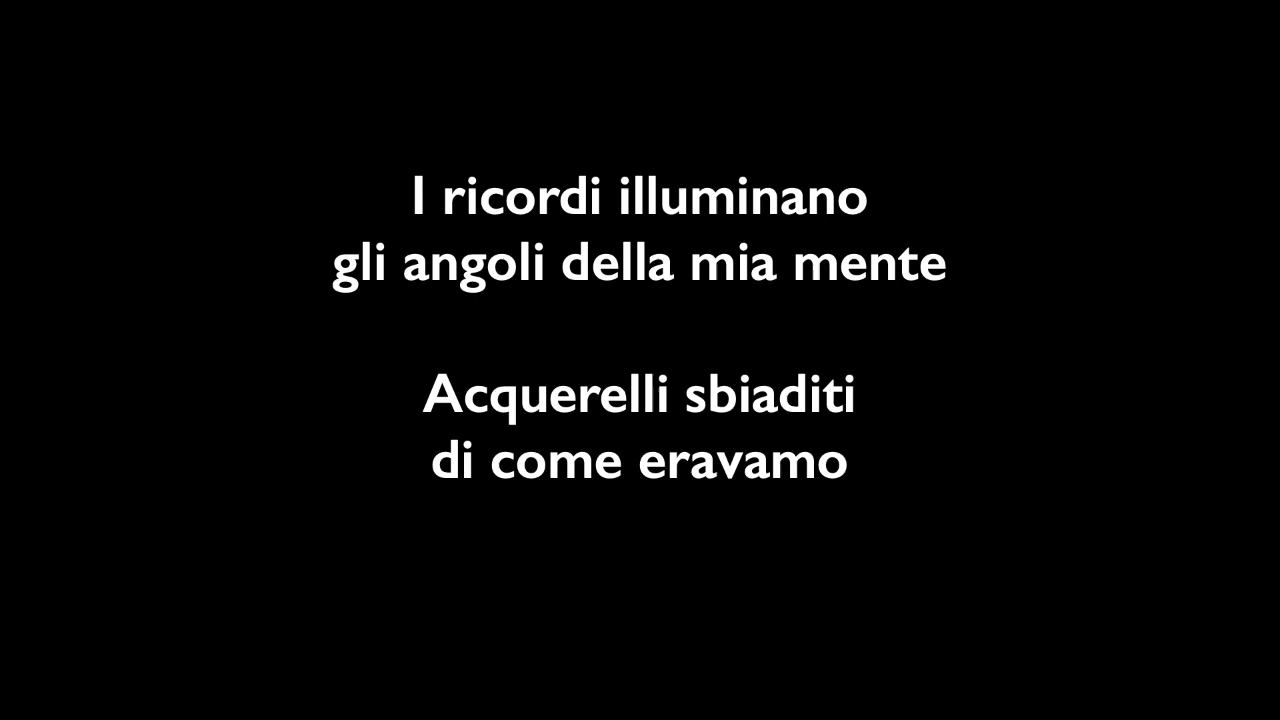 I ricordi illuminano
gli angoli della mia mente
Acquerelli sbiaditi
di come eravamo